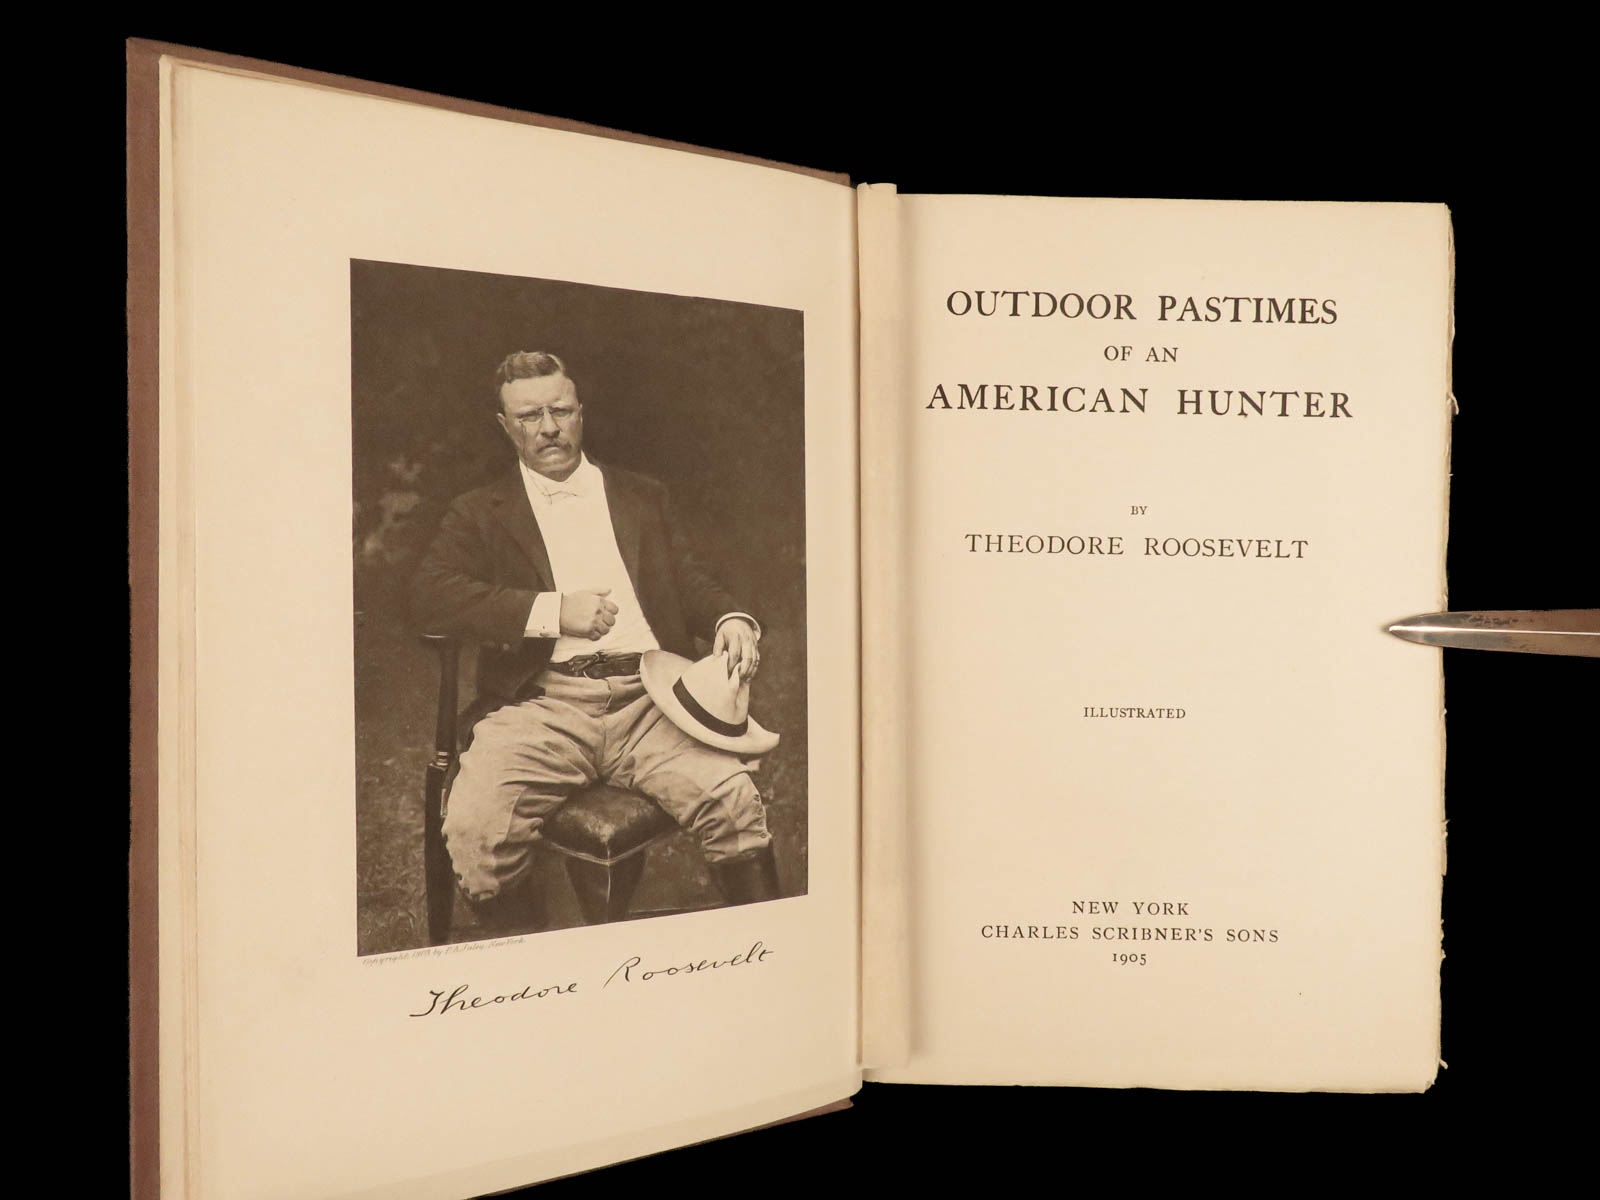 Theodore Roosevelt
OUTDOOR PASTIMES
OF AN
AMERICAN HUNTER
BY
THEODORE ROOSEVELT
ILLUSTRATED
NEW YORK
CHARLES SCRIBNER'S SONS
1905